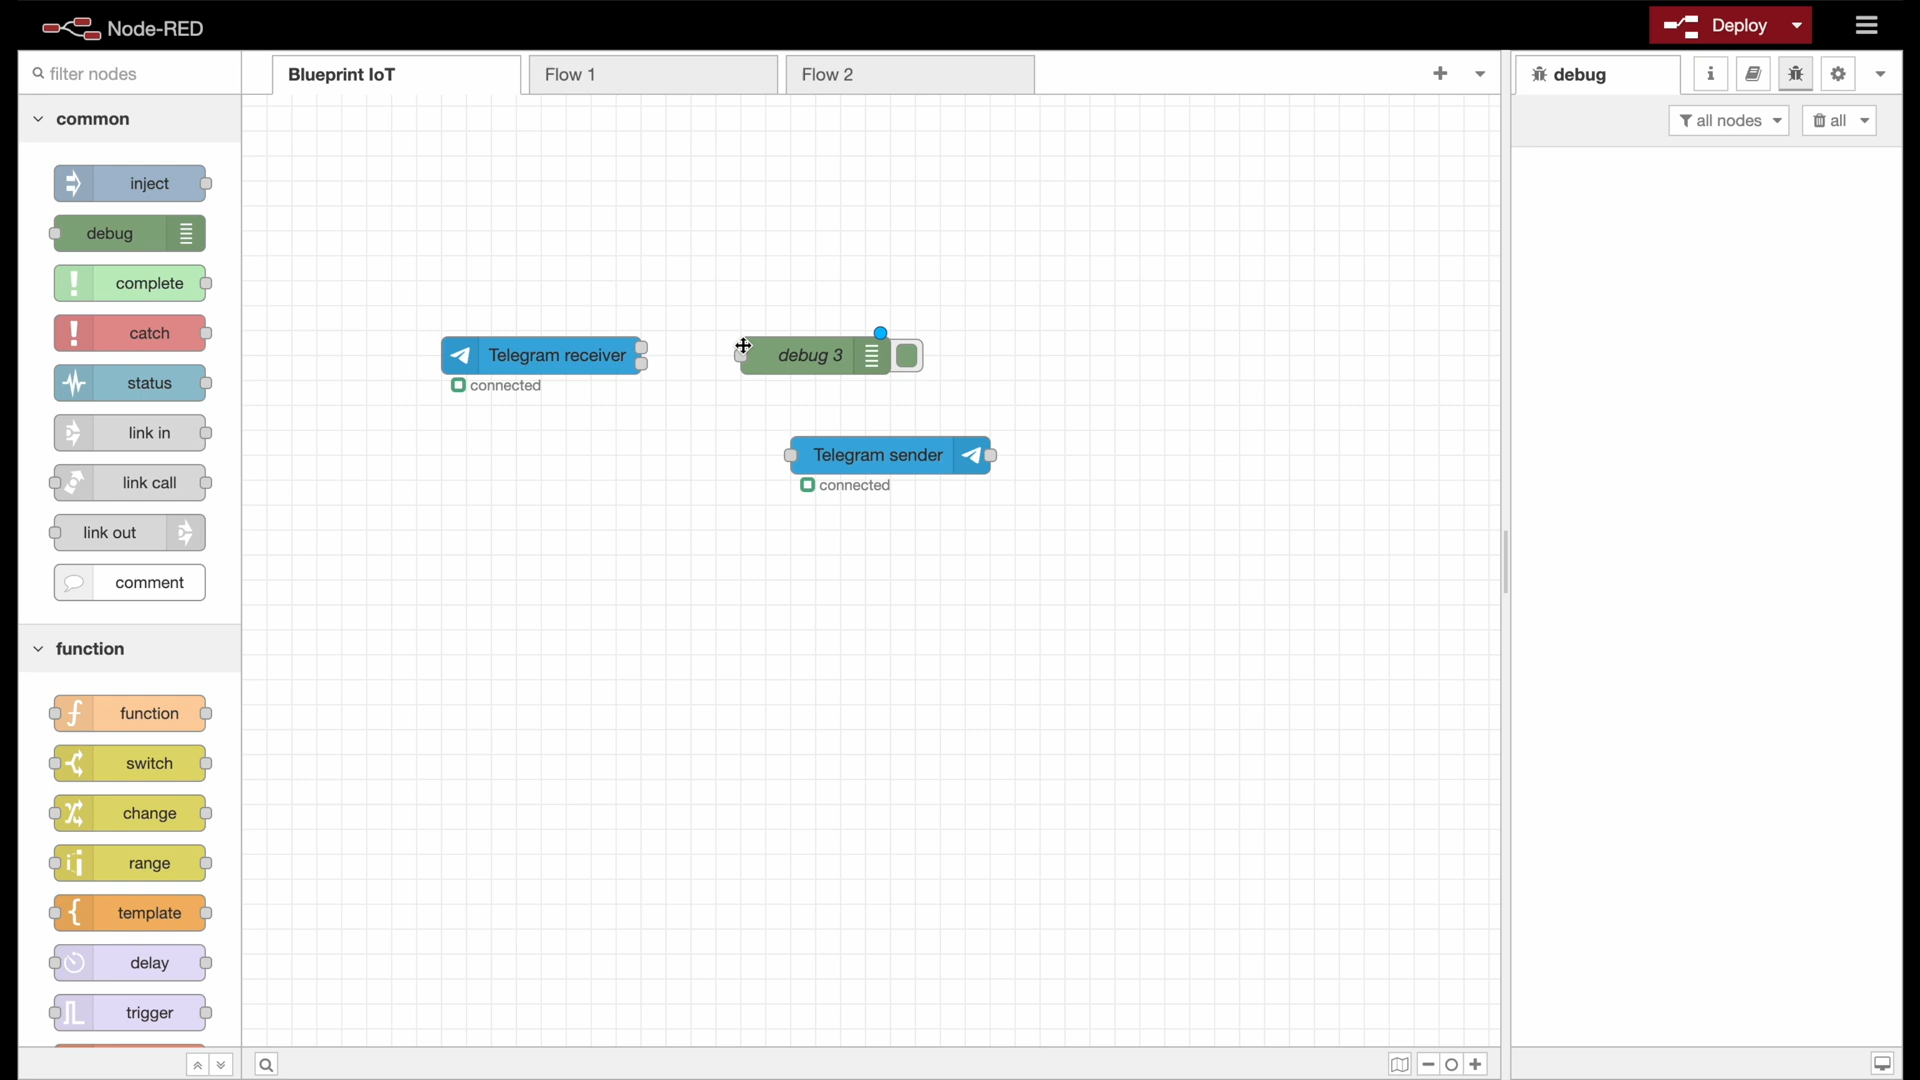 Node-RED
Deploy
filter nodes
Blueprint IoT
Flow 1
Flow 2
debug
common
all nodes
all
inject
debug
complete
catch
status
link in
link call
link out
comment
Telegram receiver
connected
debug 3
Telegram sender
connected
function
function
switch
change
range
template
delay
trigger